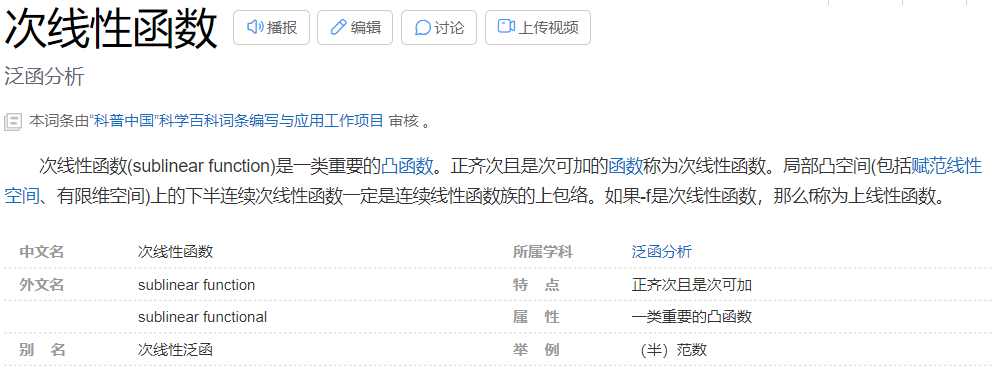 次线性函数 播报 编辑 讨论 上传视频
泛函分析
本词条由“科普中国”科学百科词条编写与应用工作项目 审核 。
次线性函数(sublinear function)是一类重要的凸函数。正齐次且是次可加的函数称为次线性函数。局部凸空间(包括赋范线性
空间、有限维空间)上的下半连续次线性函数一定是连续线性函数族的上包络。如果-f是次线性函数，那么f称为上线性函数。
中文名 次线性函数 所属学科 泛函分析
外文名 sublinear function 特 点 正齐次且是次可加
sublinear functional 属 性 一类重要的凸函数
别 名 次线性泛函 举 例 （半）范数